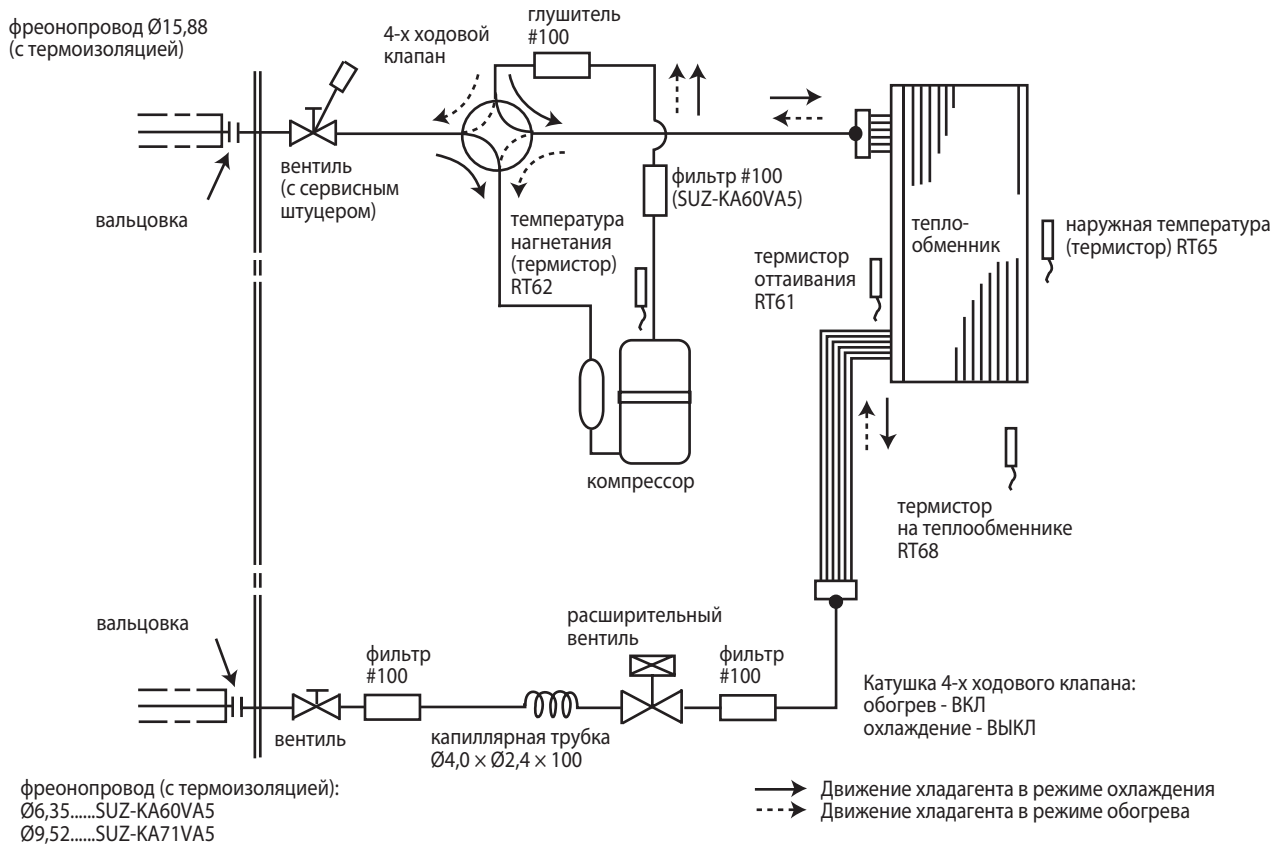 фреонопровод Ø15,88
(с термоизоляцией)
4-х ходовой
клапан
глушитель
#100
вальцовка
вентиль
(с сервисным
штуцером)
температура
нагнетания
(термистор)
RT62
фильтр #100
(SUZ-KA60VA5)
термистор
оттаивания
RT61
тепло-
обменник
наружная температура
(термистор) RT65
компрессор
термистор
на теплообменнике
RT68
вальцовка
вентиль
фильтр
#100
капиллярная трубка
Ø4,0 × Ø2,4 × 100
расширительный
вентиль
фильтр
#100
Катушка 4-х ходового клапана:
обогрев - ВКЛ
охлаждение - ВЫКЛ
фреонопровод (с термоизоляцией):
Ø6,35......SUZ-KA60VA5
Ø9,52......SUZ-KA71VA5
Движение хладагента в режиме охлаждения
Движение хладагента в режиме обогрева